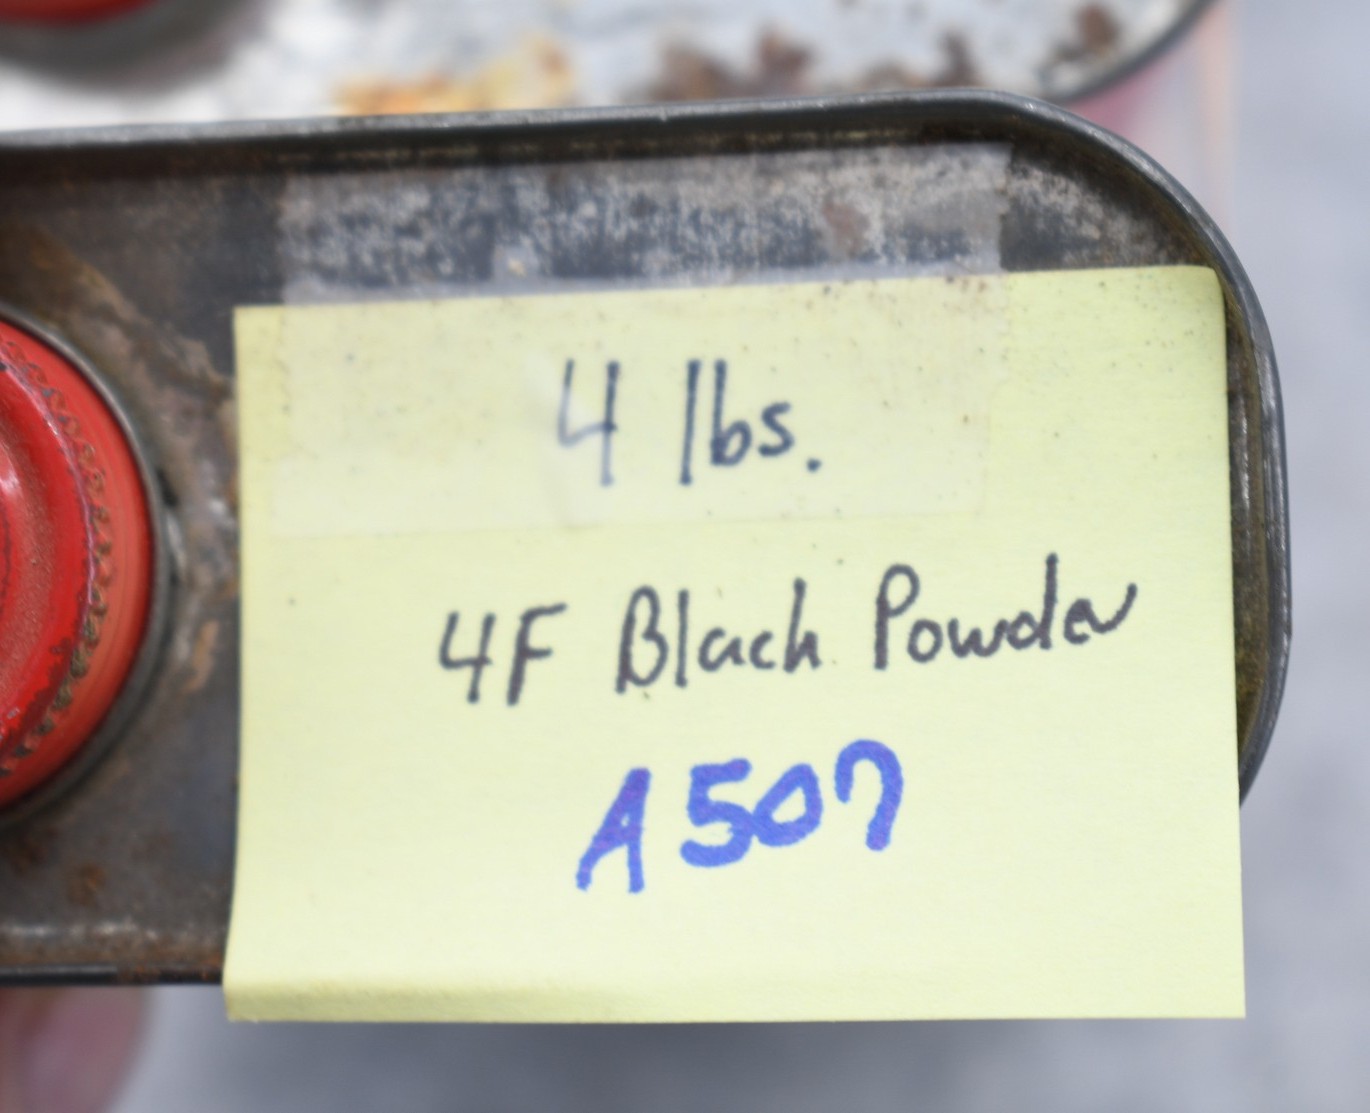 4 lbs.
4F Black Powder
A507